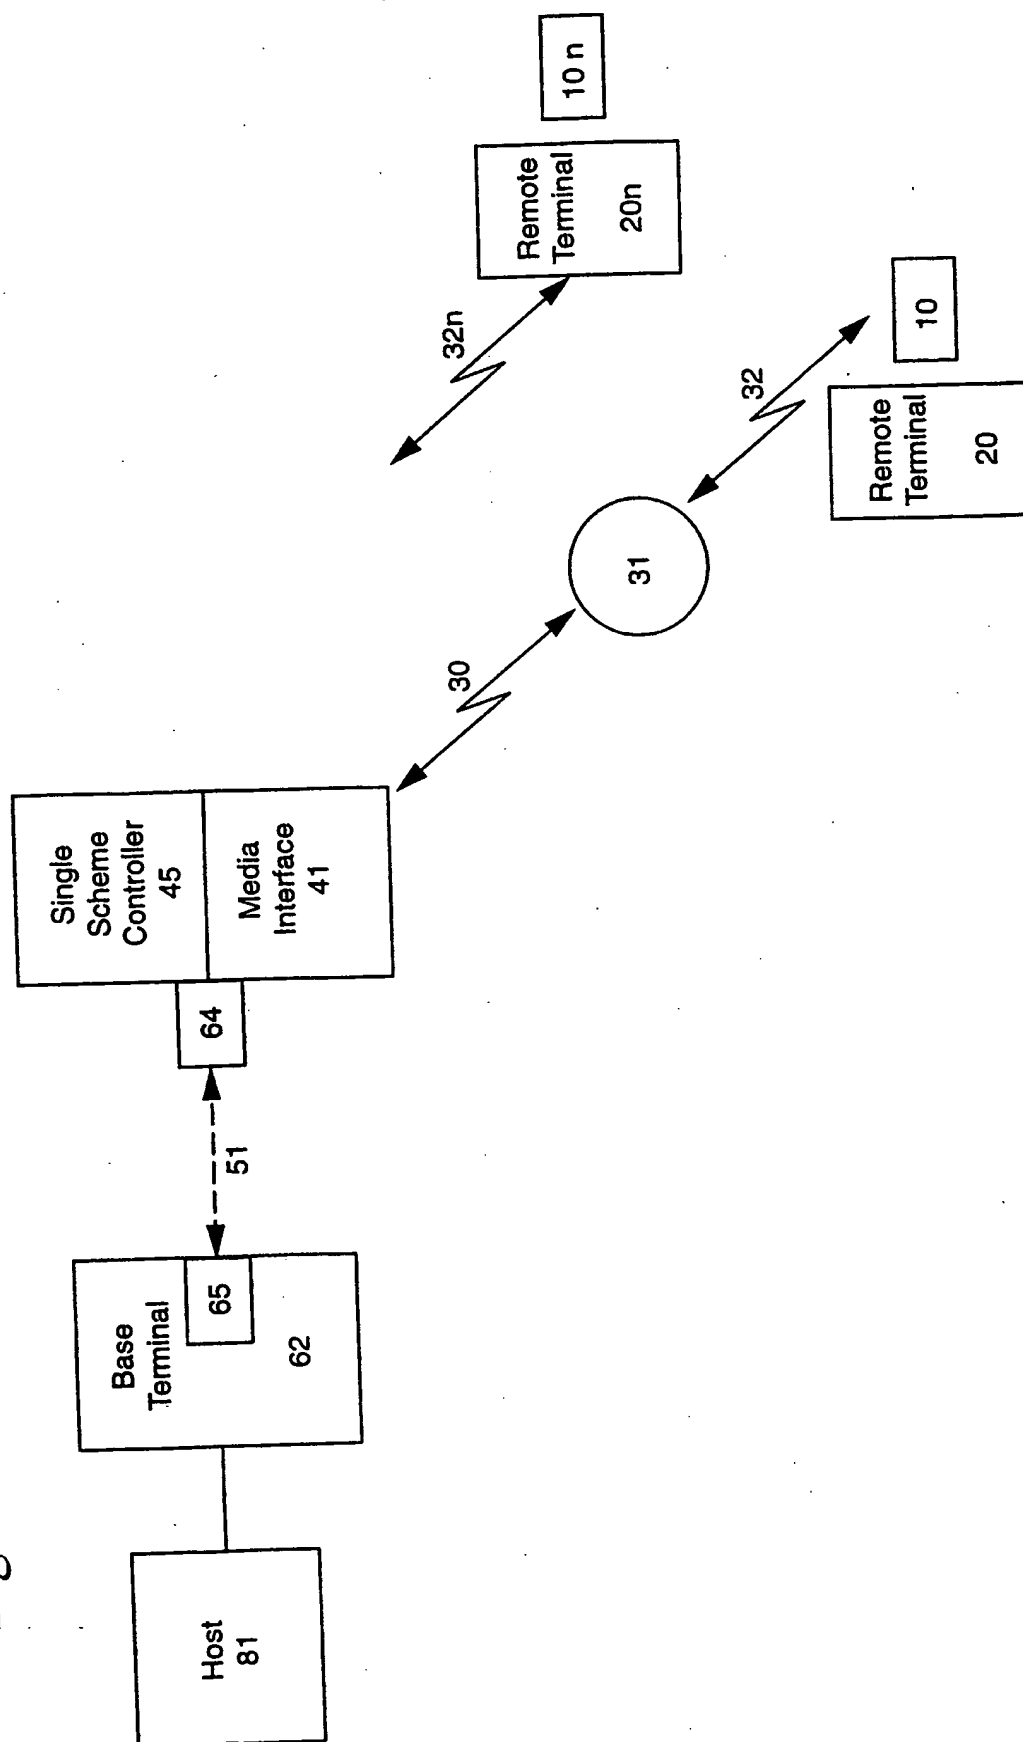 Host
81
Base
Terminal
65
62
51
64
Single
Scheme
Controller
45
Media
Interface
41
30
31
32
32n
Remote
Terminal
20n
10 n
Remote
Terminal
20
10